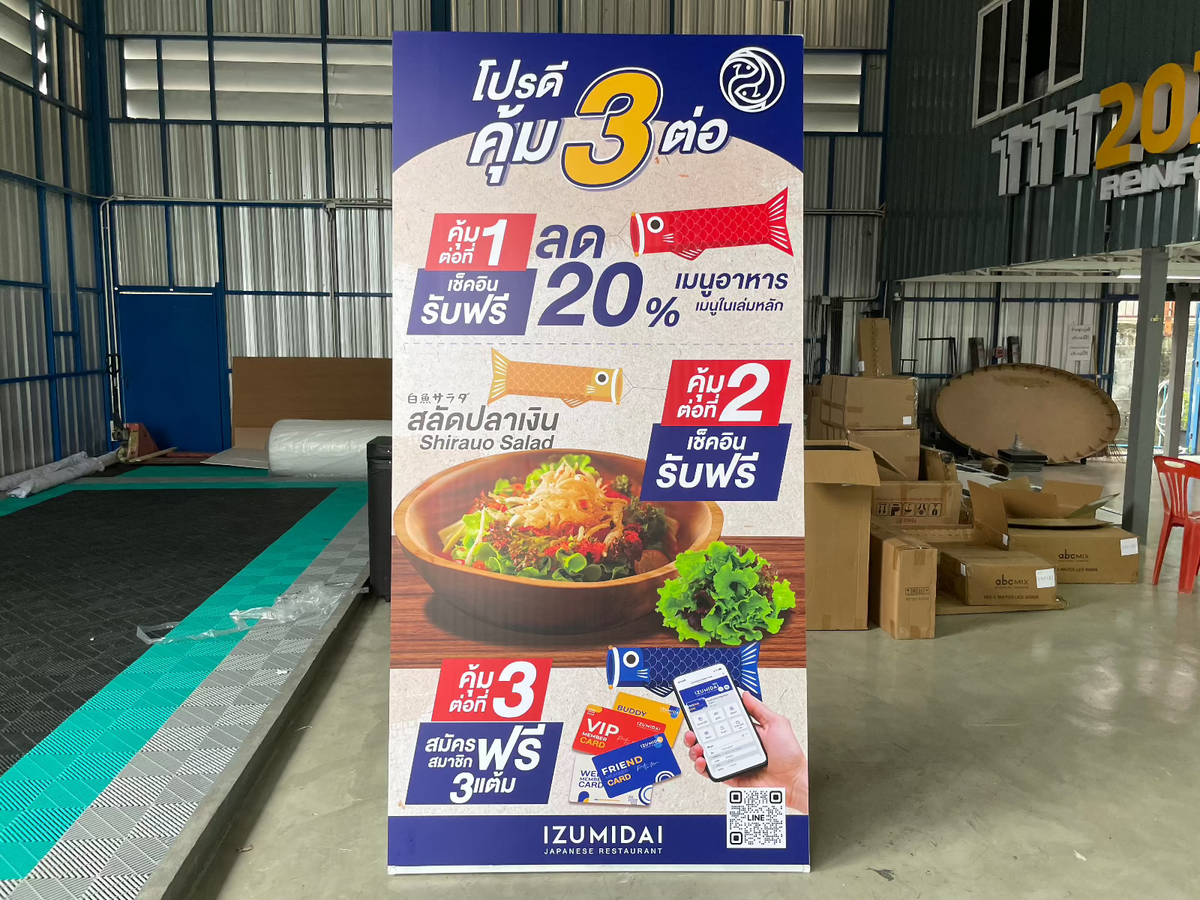 โปรดี
คุ้ม 3 ต่อ
คุ้ม
ต่อที่ 1
เช็คอิน
รับฟรี
ลด
20%
เมนูอาหาร
เมนูในเล่มหลัก
白魚サラダ
สลัดปลาเงิน
Shirauo Salad
คุ้ม
ต่อที่ 2
เช็คอิน
รับฟรี
คุ้ม
ต่อที่ 3
สมัคร
สมาชิก ฟรี
3แต้ม
BUDDY
VIP
MEMBER
CARD
IZUMIDAI
FRIEND
CARD
IZUMIDAI
IZUMIDAI
LINE
IZUMIDAI
JAPANESE RESTAURANT
abcMIX
abcMIX